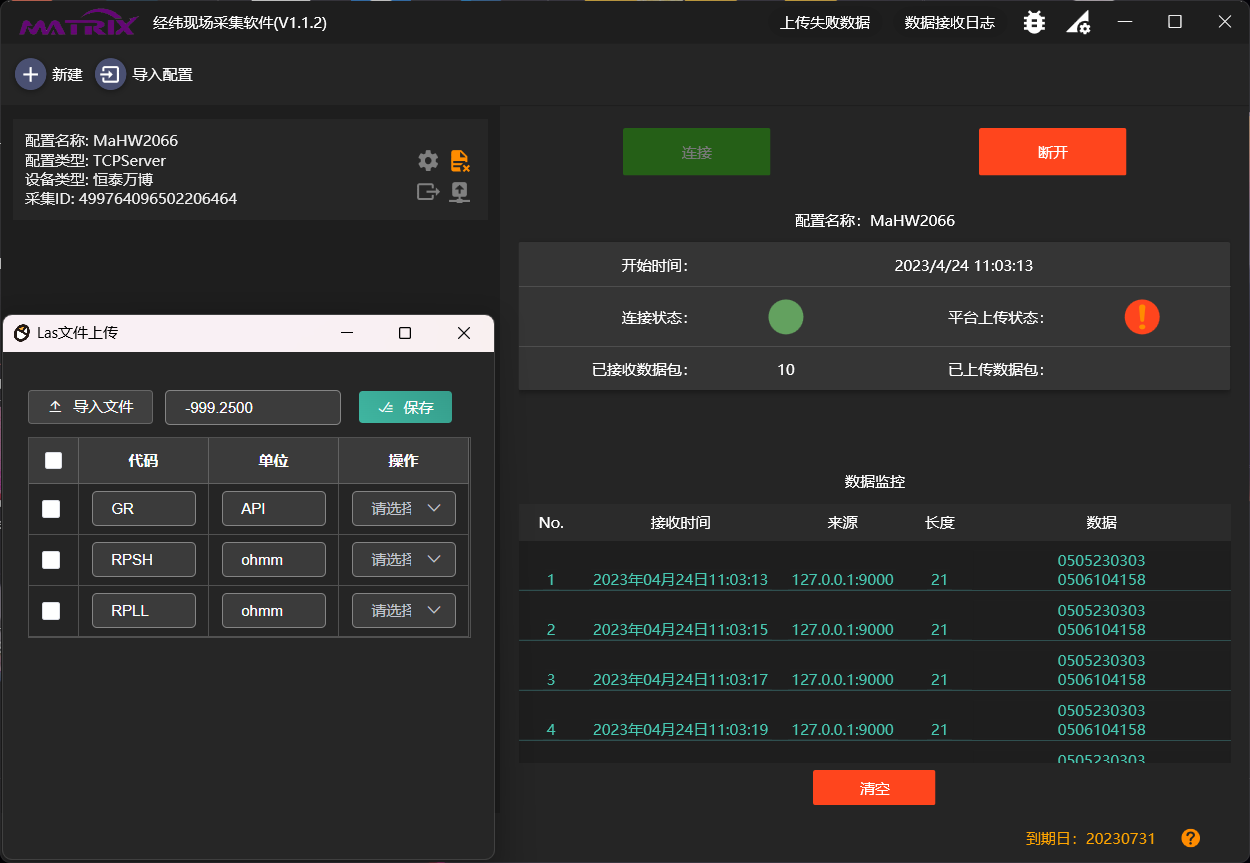 MATRIX 经纬现场采集软件(V1.1.2) 上传失败数据 数据接收日志
新建 导入配置
配置名称: MaHW2066
配置类型: TCPServer
设备类型: 恒泰万博
采集ID: 499764096502206464
连接 断开
配置名称：MaHW2066
开始时间： 2023/4/24 11:03:13
连接状态： 平台上传状态：
已接收数据包： 10 已上传数据包：
Las文件上传
导入文件 -999.2500 保存
代码 单位 操作
GR API 请选择
RPSH ohmm 请选择
RPLL ohmm 请选择
数据监控
No. 接收时间 来源 长度 数据
0505230303
1 2023年04月24日11:03:13 127.0.0.1:9000 21 0506104158
0505230303
2 2023年04月24日11:03:15 127.0.0.1:9000 21 0506104158
0505230303
3 2023年04月24日11:03:17 127.0.0.1:9000 21 0506104158
0505230303
4 2023年04月24日11:03:19 127.0.0.1:9000 21 0506104158
0505230303
清空
到期日：20230731